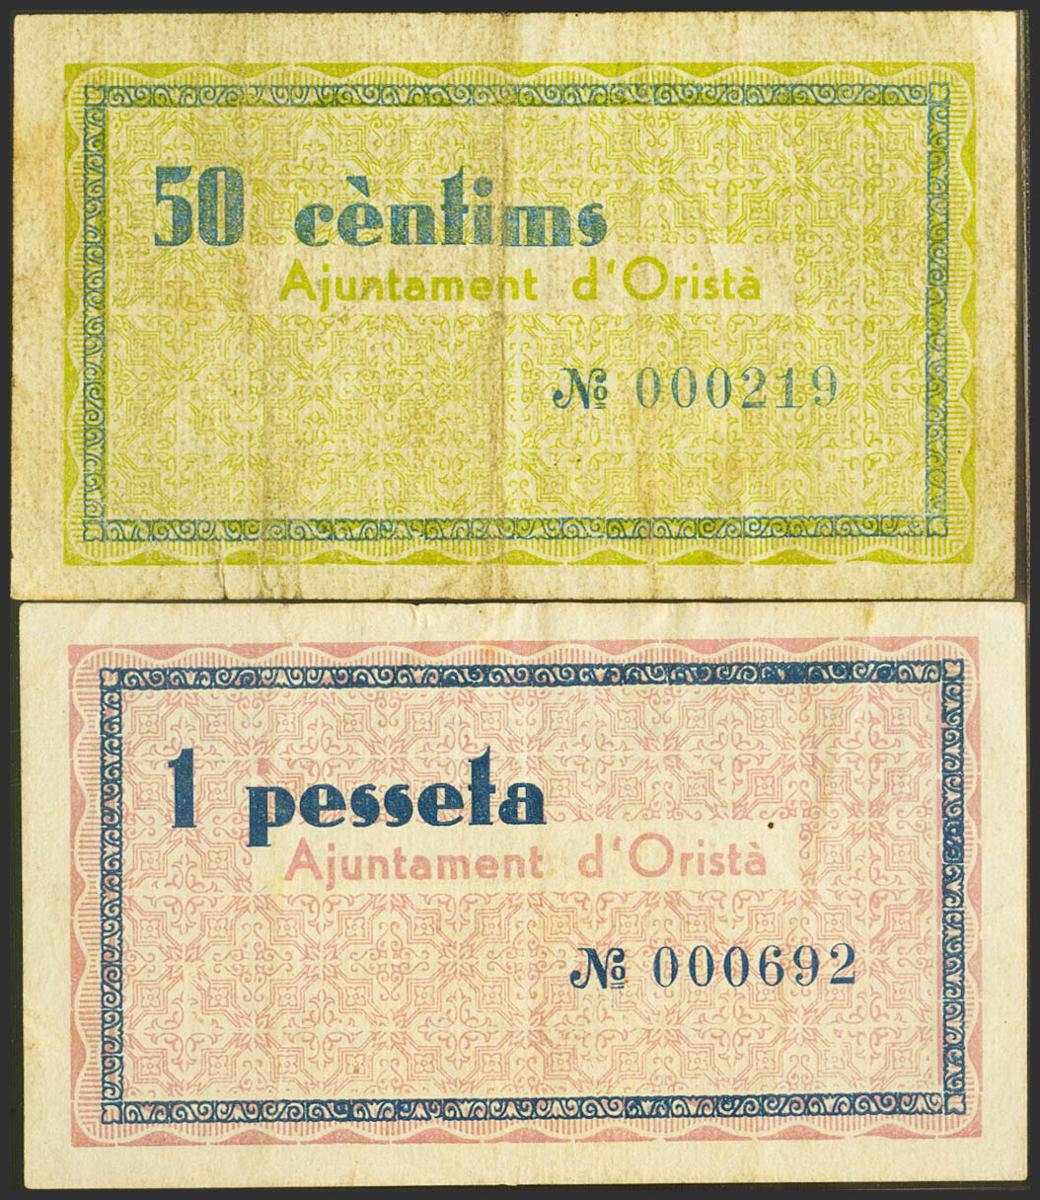 50 cèntims
Ajuntament d'Oristà
Nº 000219
1 pesseta
Ajuntament d'Oristà
Nº 000692